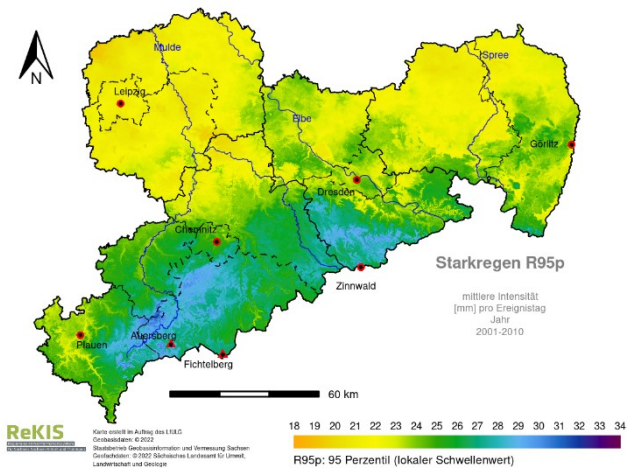 N
Mulde
Spree
Leipzig
Elbe
Görlitz
Dresden
Chemnitz
Starkregen R95p
Zinnwald
mittlere Intensität
[mm] pro Ereignistag
Jahr
2001-2010
Plauen
Auersberg
Fichtelberg
60 km
ReKIS
Karte erstellt im Auftrag des LfULG.
Geobasisdaten: © 2022
Staatsbetrieb Geobasisinformation und Vermessung Sachsen
Geofachdaten: © 2022 Sächsisches Landesamt für Umwelt,
Landwirtschaft und Geologie
18 19 20 21 22 23 24 25 26 27 28 29 30 31 32 33 34
R95p: 95 Perzentil (lokaler Schwellenwert)